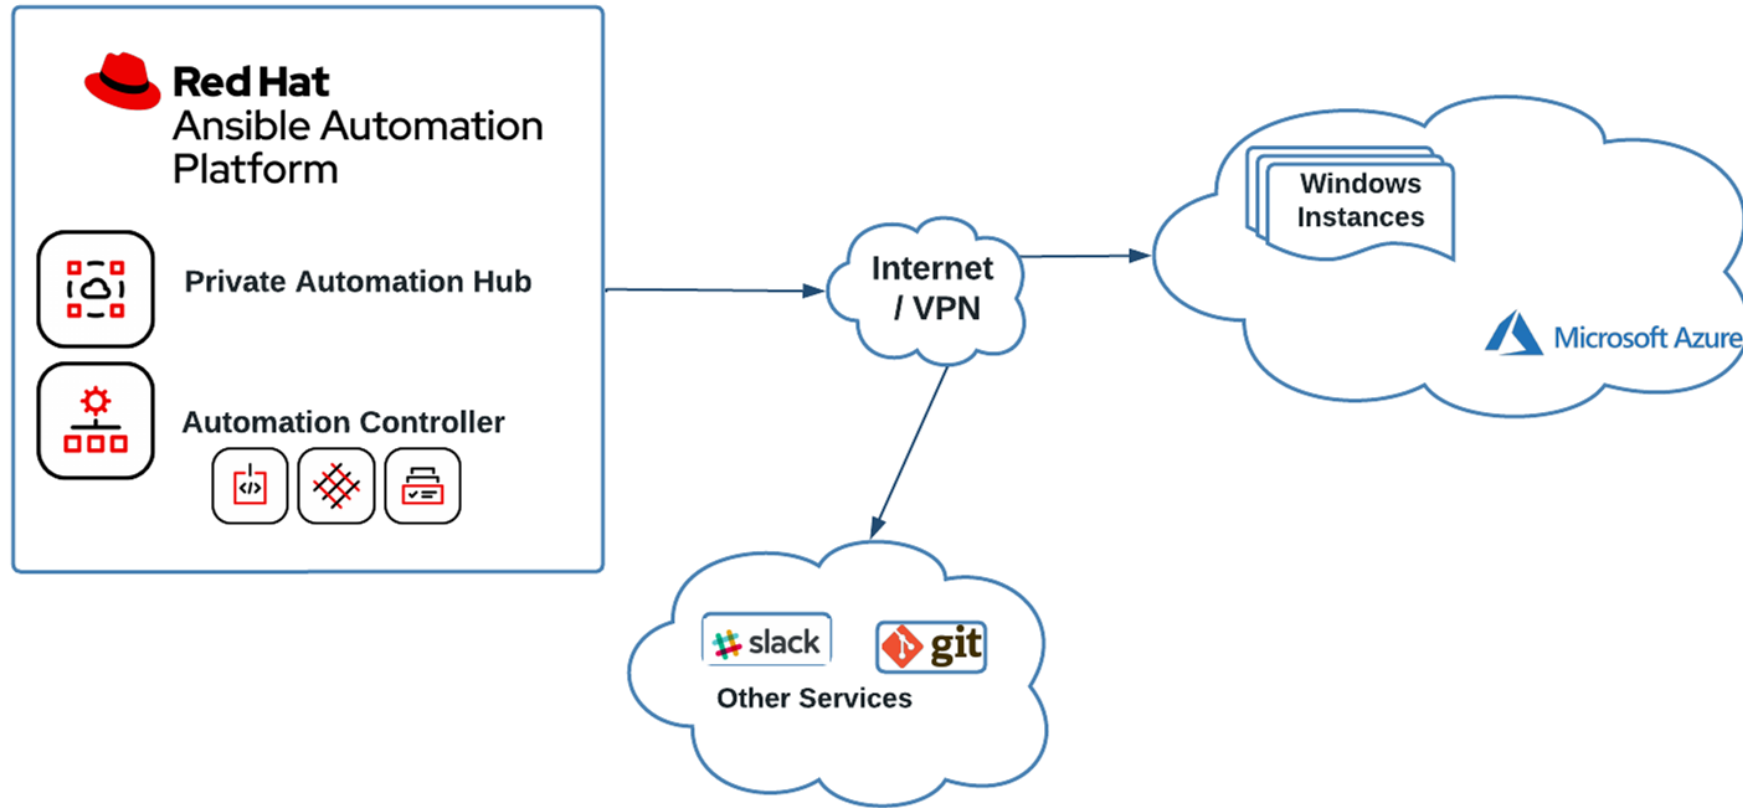 Red Hat
Ansible Automation
Platform
Private Automation Hub
Automation Controller
</>
Internet
/ VPN
Windows
Instances
Microsoft Azure
slack
git
Other Services